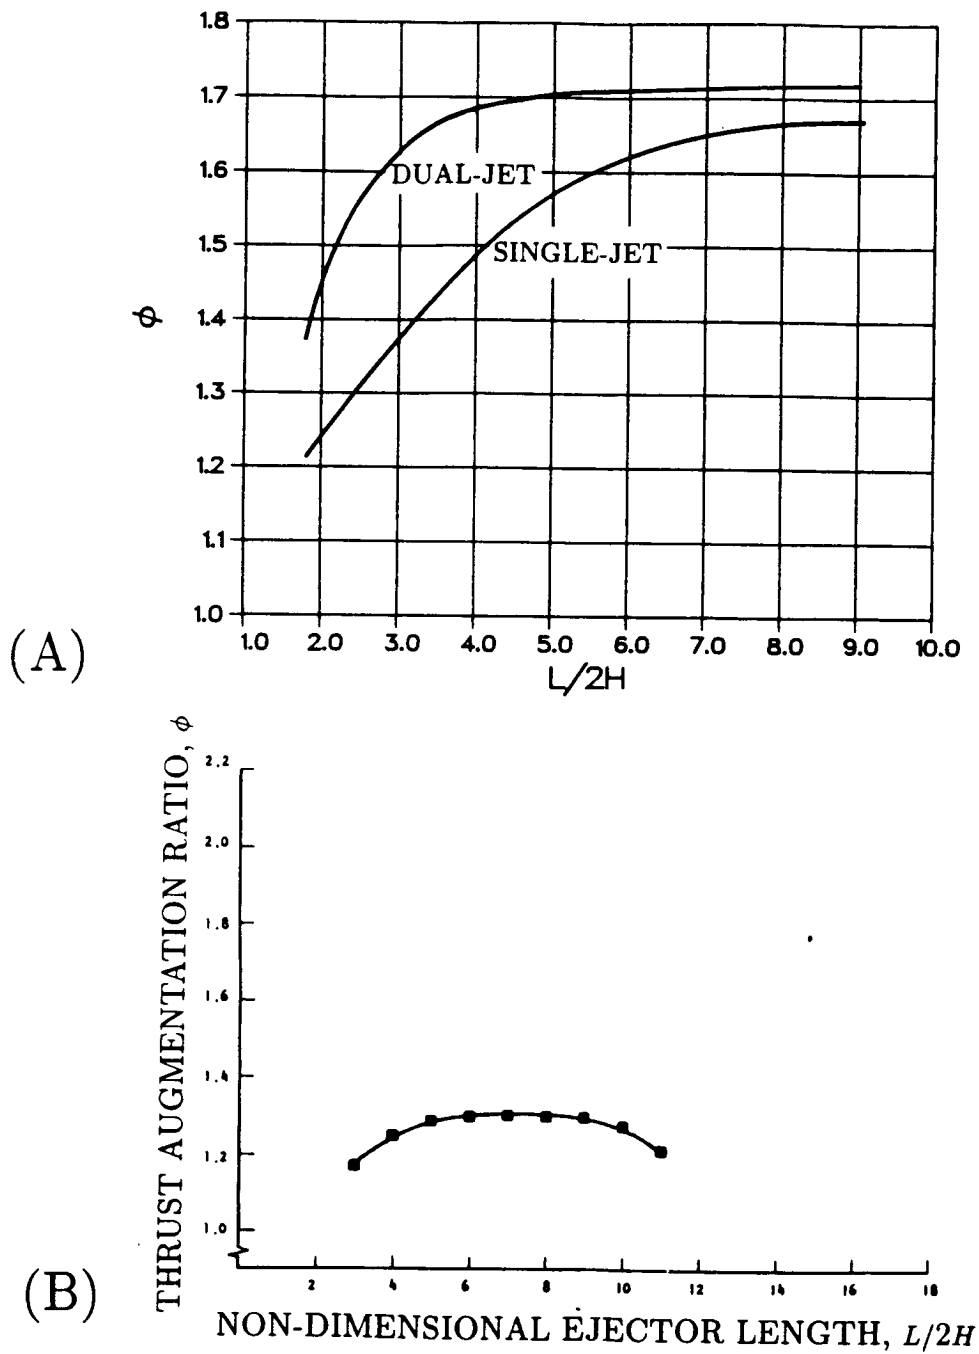 1.8
1.7
1.6
DUAL-JET
1.5
SINGLE-JET
1.4
ϕ
1.3
1.2
1.1
1.0
1.0 2.0 3.0 4.0 5.0 6.0 7.0 8.0 9.0 10.0
L/2H
(A)
THRUST AUGMENTATION RATIO, ϕ
2.2
2.0
1.8
1.6
1.4
1.2
1.0
2 4 6 8 10 12 14 16 18
(B)
NON-DIMENSIONAL EJECTOR LENGTH, L/2H